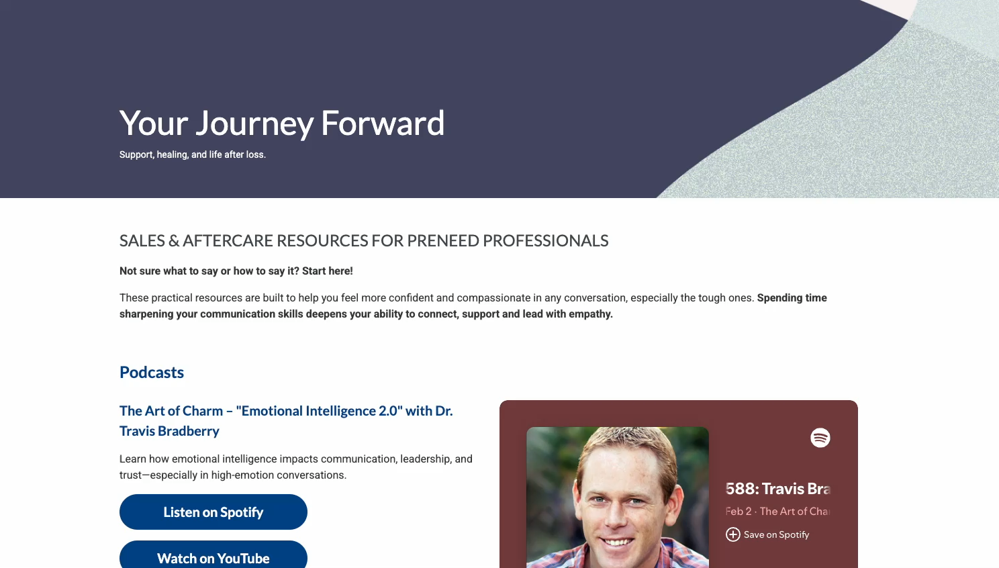 Your Journey Forward
Support, healing, and life after loss.
SALES & AFTERCARE RESOURCES FOR PRENEED PROFESSIONALS
Not sure what to say or how to say it? Start here!
These practical resources are built to help you feel more confident and compassionate in any conversation, especially the tough ones. Spending time
sharpening your communication skills deepens your ability to connect, support and lead with empathy.
Podcasts
The Art of Charm – "Emotional Intelligence 2.0" with Dr.
Travis Bradberry
Learn how emotional intelligence impacts communication, leadership, and
trust—especially in high-emotion conversations.
Listen on Spotify
Watch on YouTube
588: Travis Bra
Feb 2 · The Art of Cha
Save on Spotify